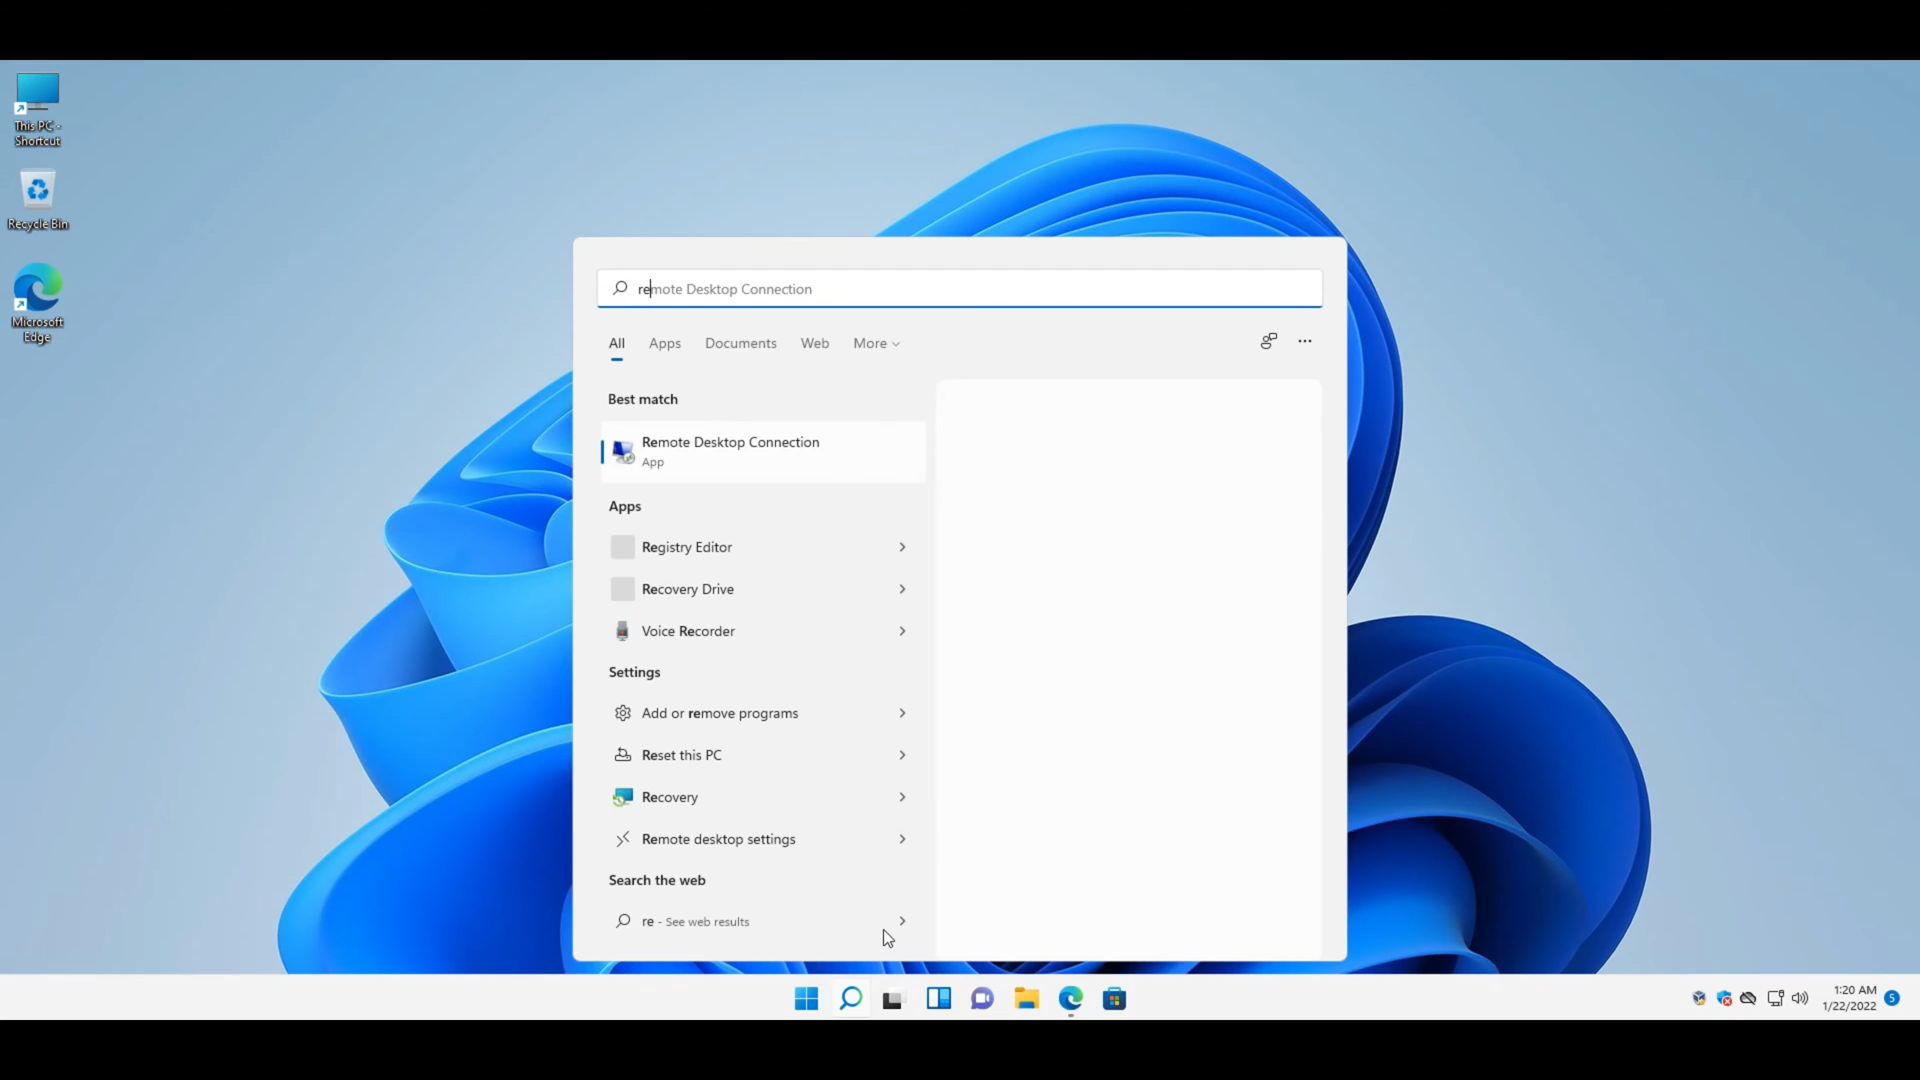 This PC -
Shortcut
Recycle Bin
Microsoft
Edge
remote Desktop Connection
All Apps Documents Web More
Best match
Remote Desktop Connection
App
Apps
Registry Editor
Recovery Drive
Voice Recorder
Settings
Add or remove programs
Reset this PC
Recovery
Remote desktop settings
Search the web
re - See web results
1:20 AM
1/22/2022
5